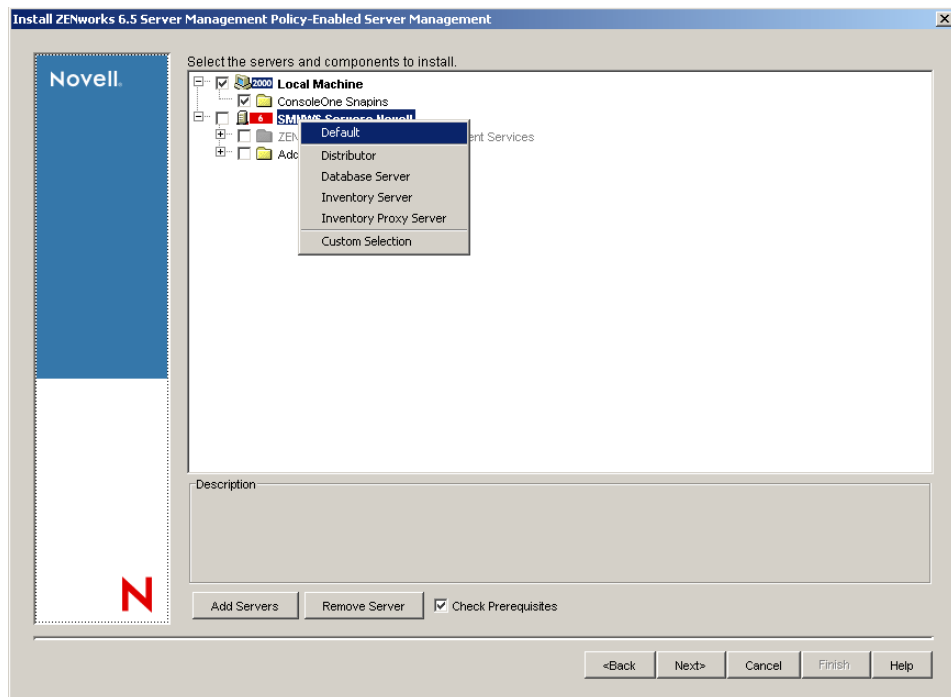 Install ZENworks 6.5 Server Management Policy-Enabled Server Management
Novell.
Select the servers and components to install.
2000 Local Machine
ConsoleOne Snapins
6 Servers Novell
Default
ent Services
Distributor
Database Server
Inventory Server
Inventory Proxy Server
Custom Selection
Description
N
Add Servers Remove Server Check Prerequisites
<Back Next> Cancel Finish Help